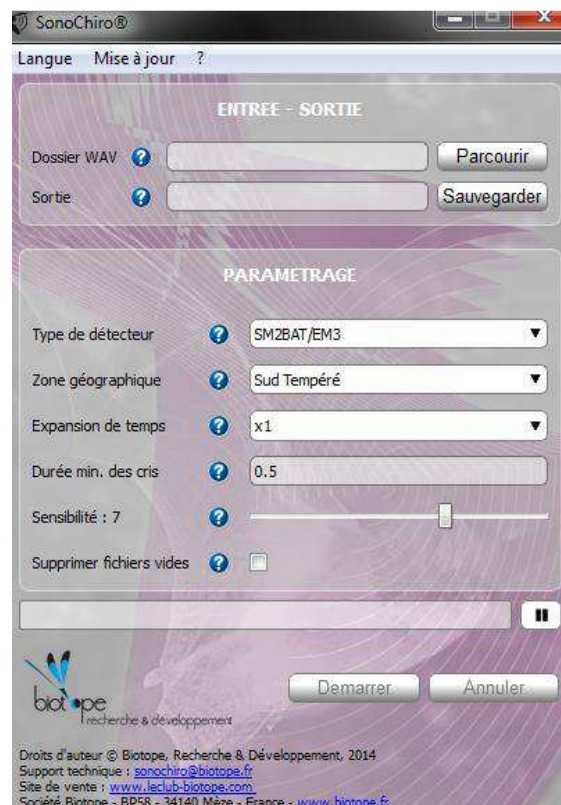 SonoChiro®
Langue Mise à jour ?
ENTREE - SORTIE
Dossier WAV ? Parcourir
Sortie ? Sauvegarder
PARAMETRAGE
Type de détecteur ? SM2BAT/EM3
Zone géographique ? Sud Tempéré
Expansion de temps ? x1
Durée min. des cris ? 0.5
Sensibilité : 7 ?
Supprimer fichiers vides ?
biotope
recherche & développement
Demarrer Annuler
Droits d'auteur © Biotope, Recherche & Développement, 2014
Support technique : sonochiro@biotope.fr
Site de vente : www.leclub-biotope.com
Société Biotope - BP58 - 34140 Mèze - France - www.biotope.fr